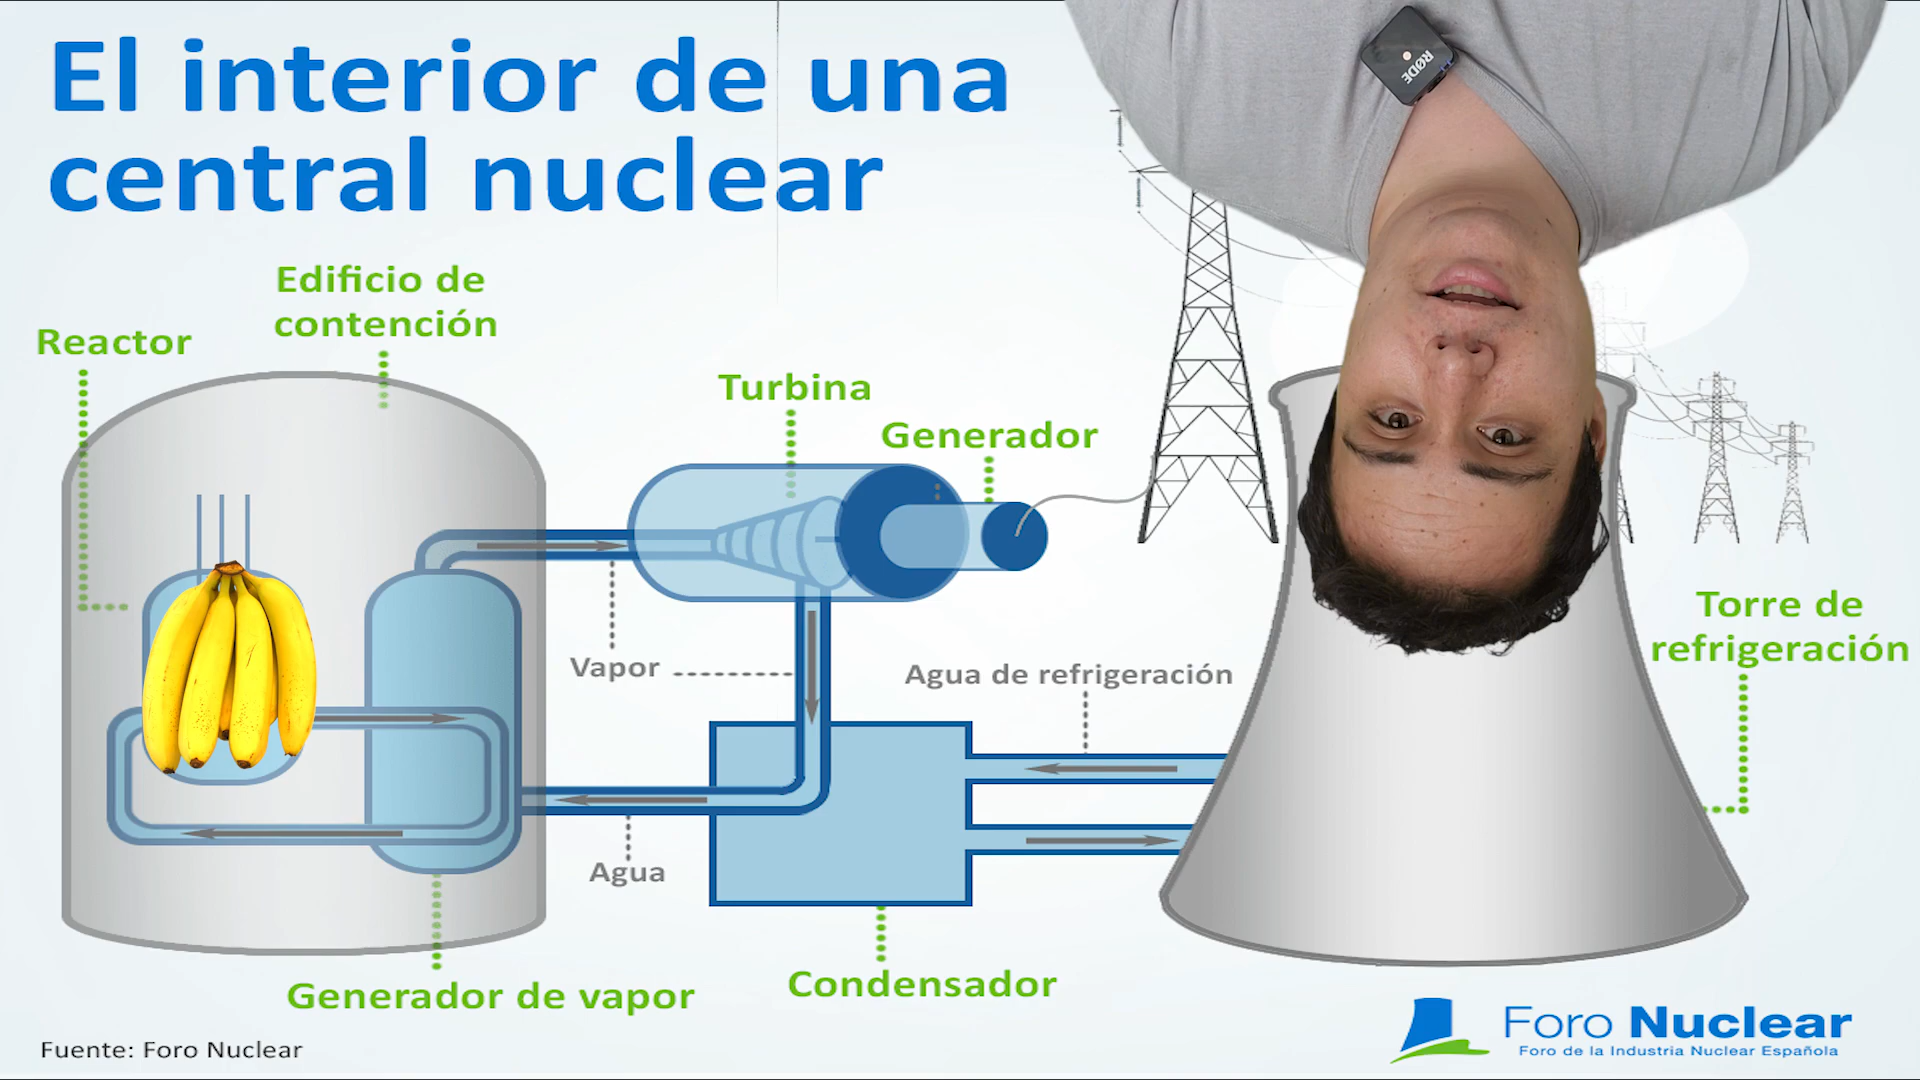 El interior de una
central nuclear
RØDE
Edificio de
contención
Reactor
Turbina
Generador
Vapor
Agua de refrigeración
Torre de
refrigeración
Agua
Generador de vapor
Condensador
Fuente: Foro Nuclear
Foro Nuclear
Foro de la Industria Nuclear Española